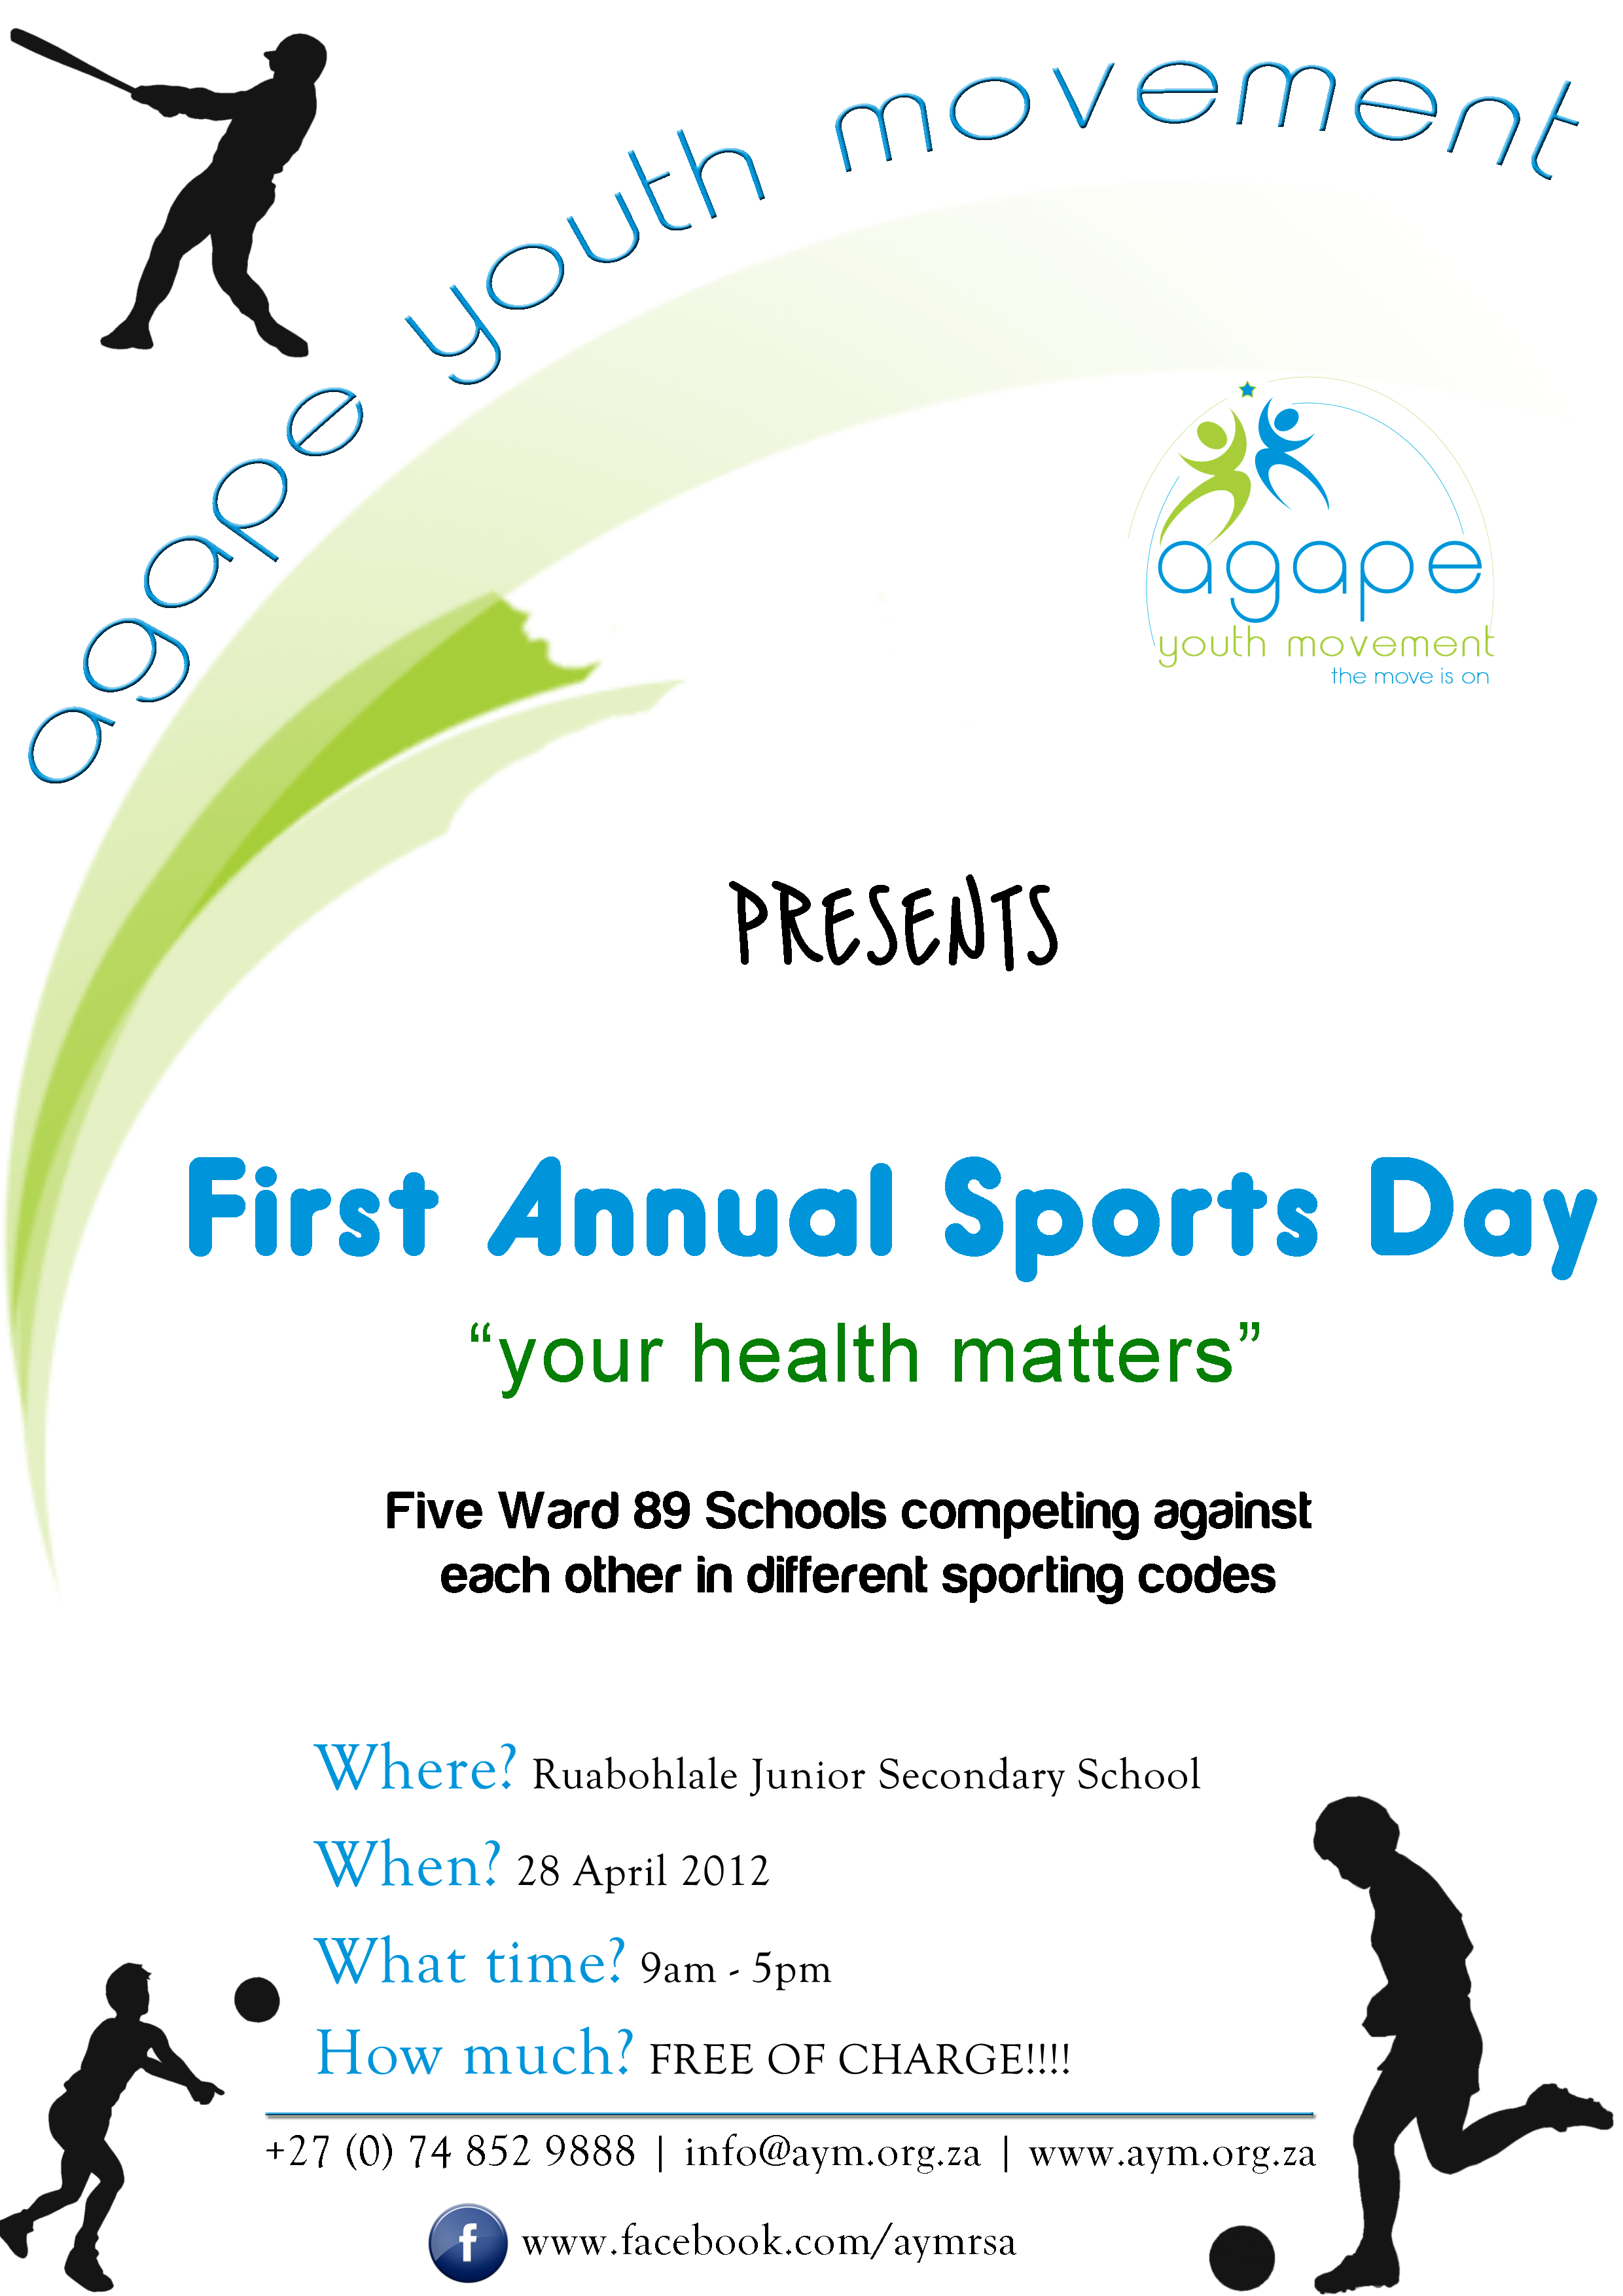 agape youth movement
agape
youth movement
the move is on
PRESENTS
First Annual Sports Day
“your health matters”
Five Ward 89 Schools competing against
each other in different sporting codes
Where? Ruabohlale Junior Secondary School
When? 28 April 2012
What time? 9am - 5pm
How much? FREE OF CHARGE!!!!
+27 (0) 74 852 9888 | info@aym.org.za | www.aym.org.za
f www.facebook.com/aymrsa